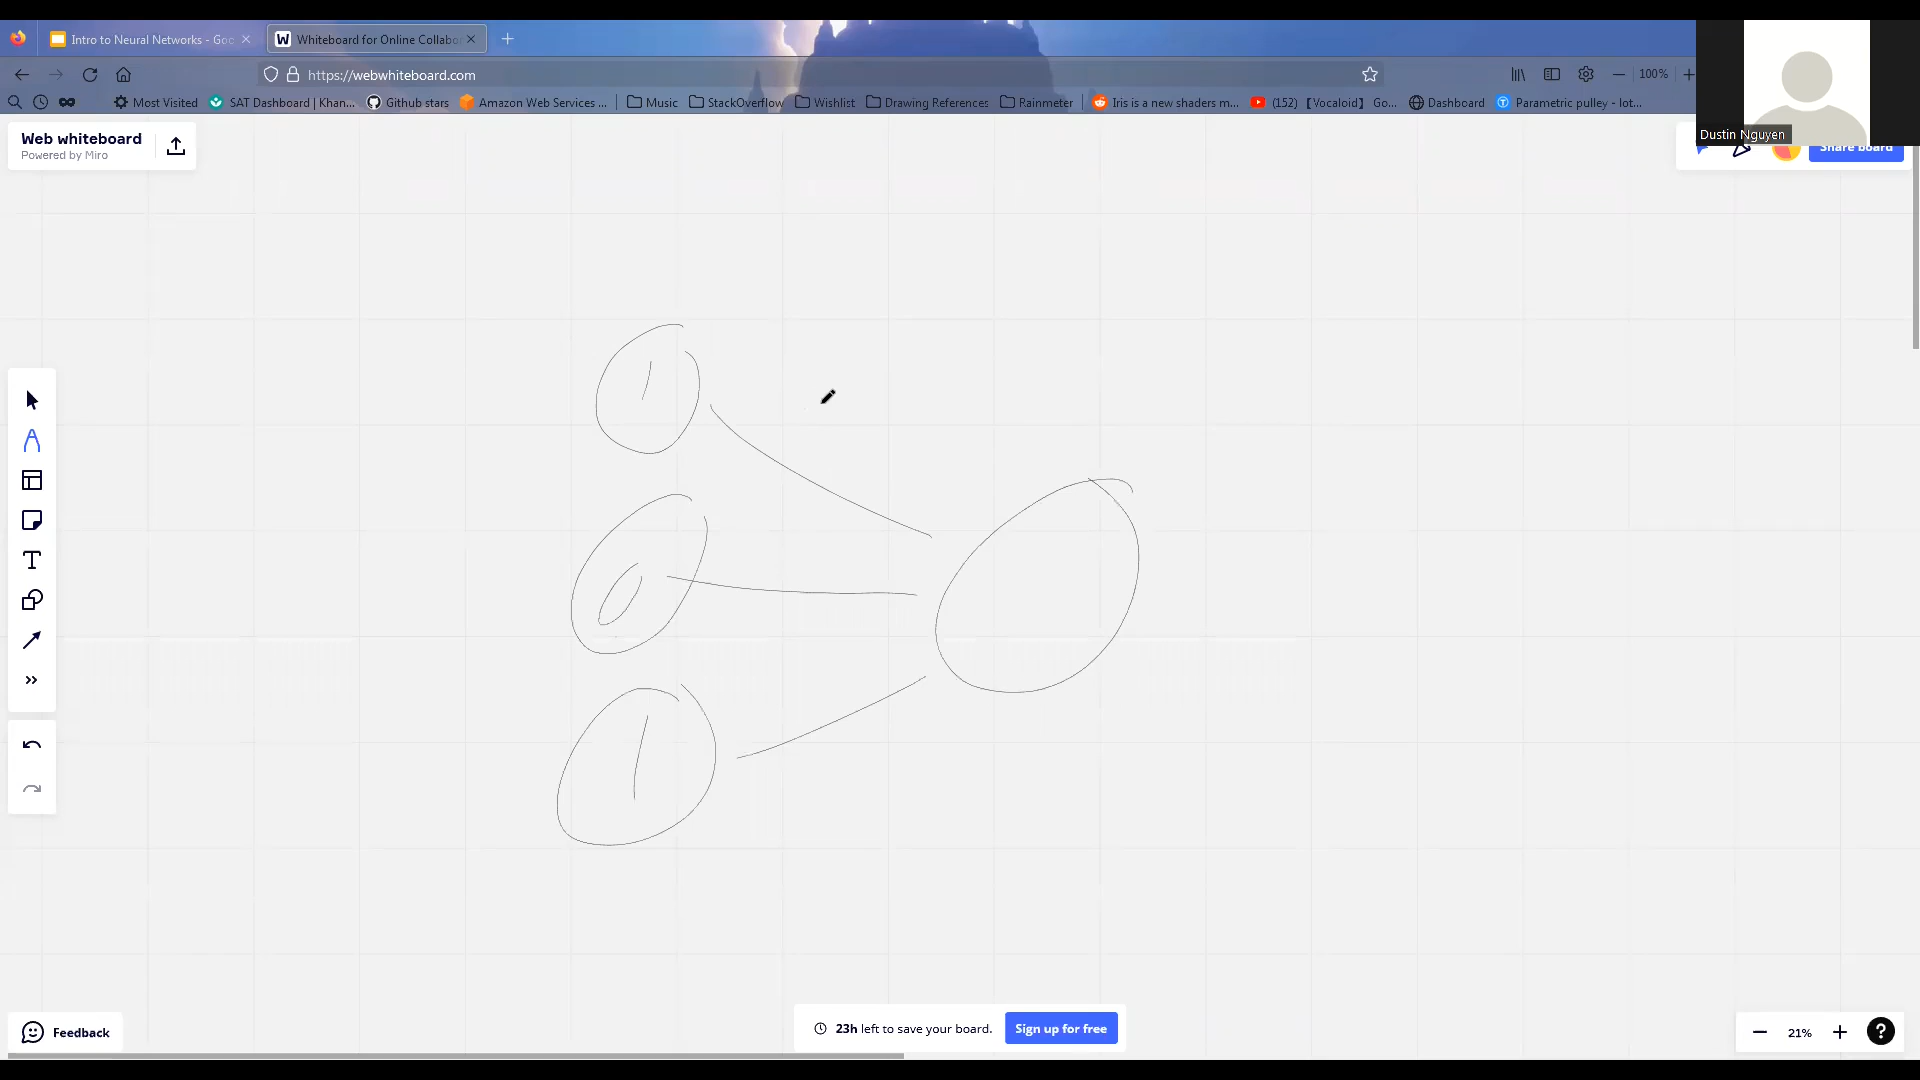 Intro to Neural Networks - Goc
Whiteboard for Online Collabo
https://webwhiteboard.com
100%
Most Visited
SAT Dashboard | Khan...
Github stars
Amazon Web Services ...
Music
StackOverflow
Wishlist
Drawing References
Rainmeter
Iris is a new shaders m...
(152) 【Vocaloid】 Go...
Dashboard
Parametric pulley - lot...
Dustin Nguyen
Web whiteboard
Powered by Miro
Share board
1
0
1
Feedback
23h left to save your board.
Sign up for free
21%